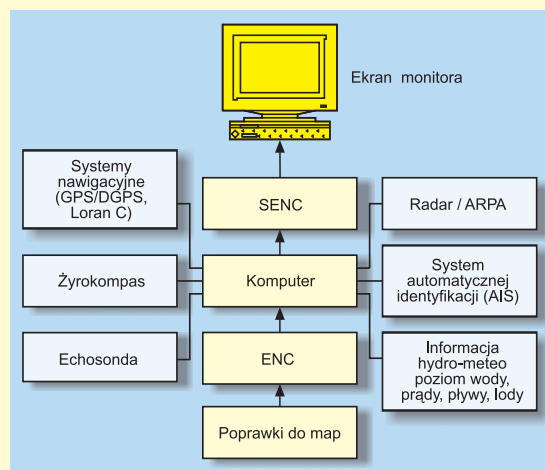 Ekran monitora
Systemy
nawigacyjne
(GPS/DGPS,
Loran C)
SENC
Radar / ARPA
Żyrokompas
Komputer
System
automatycznej
identyfikacji (AIS)
Echosonda
ENC
Informacja
hydro-meteo
poziom wody,
prądy, pływy, lody
Poprawki do map